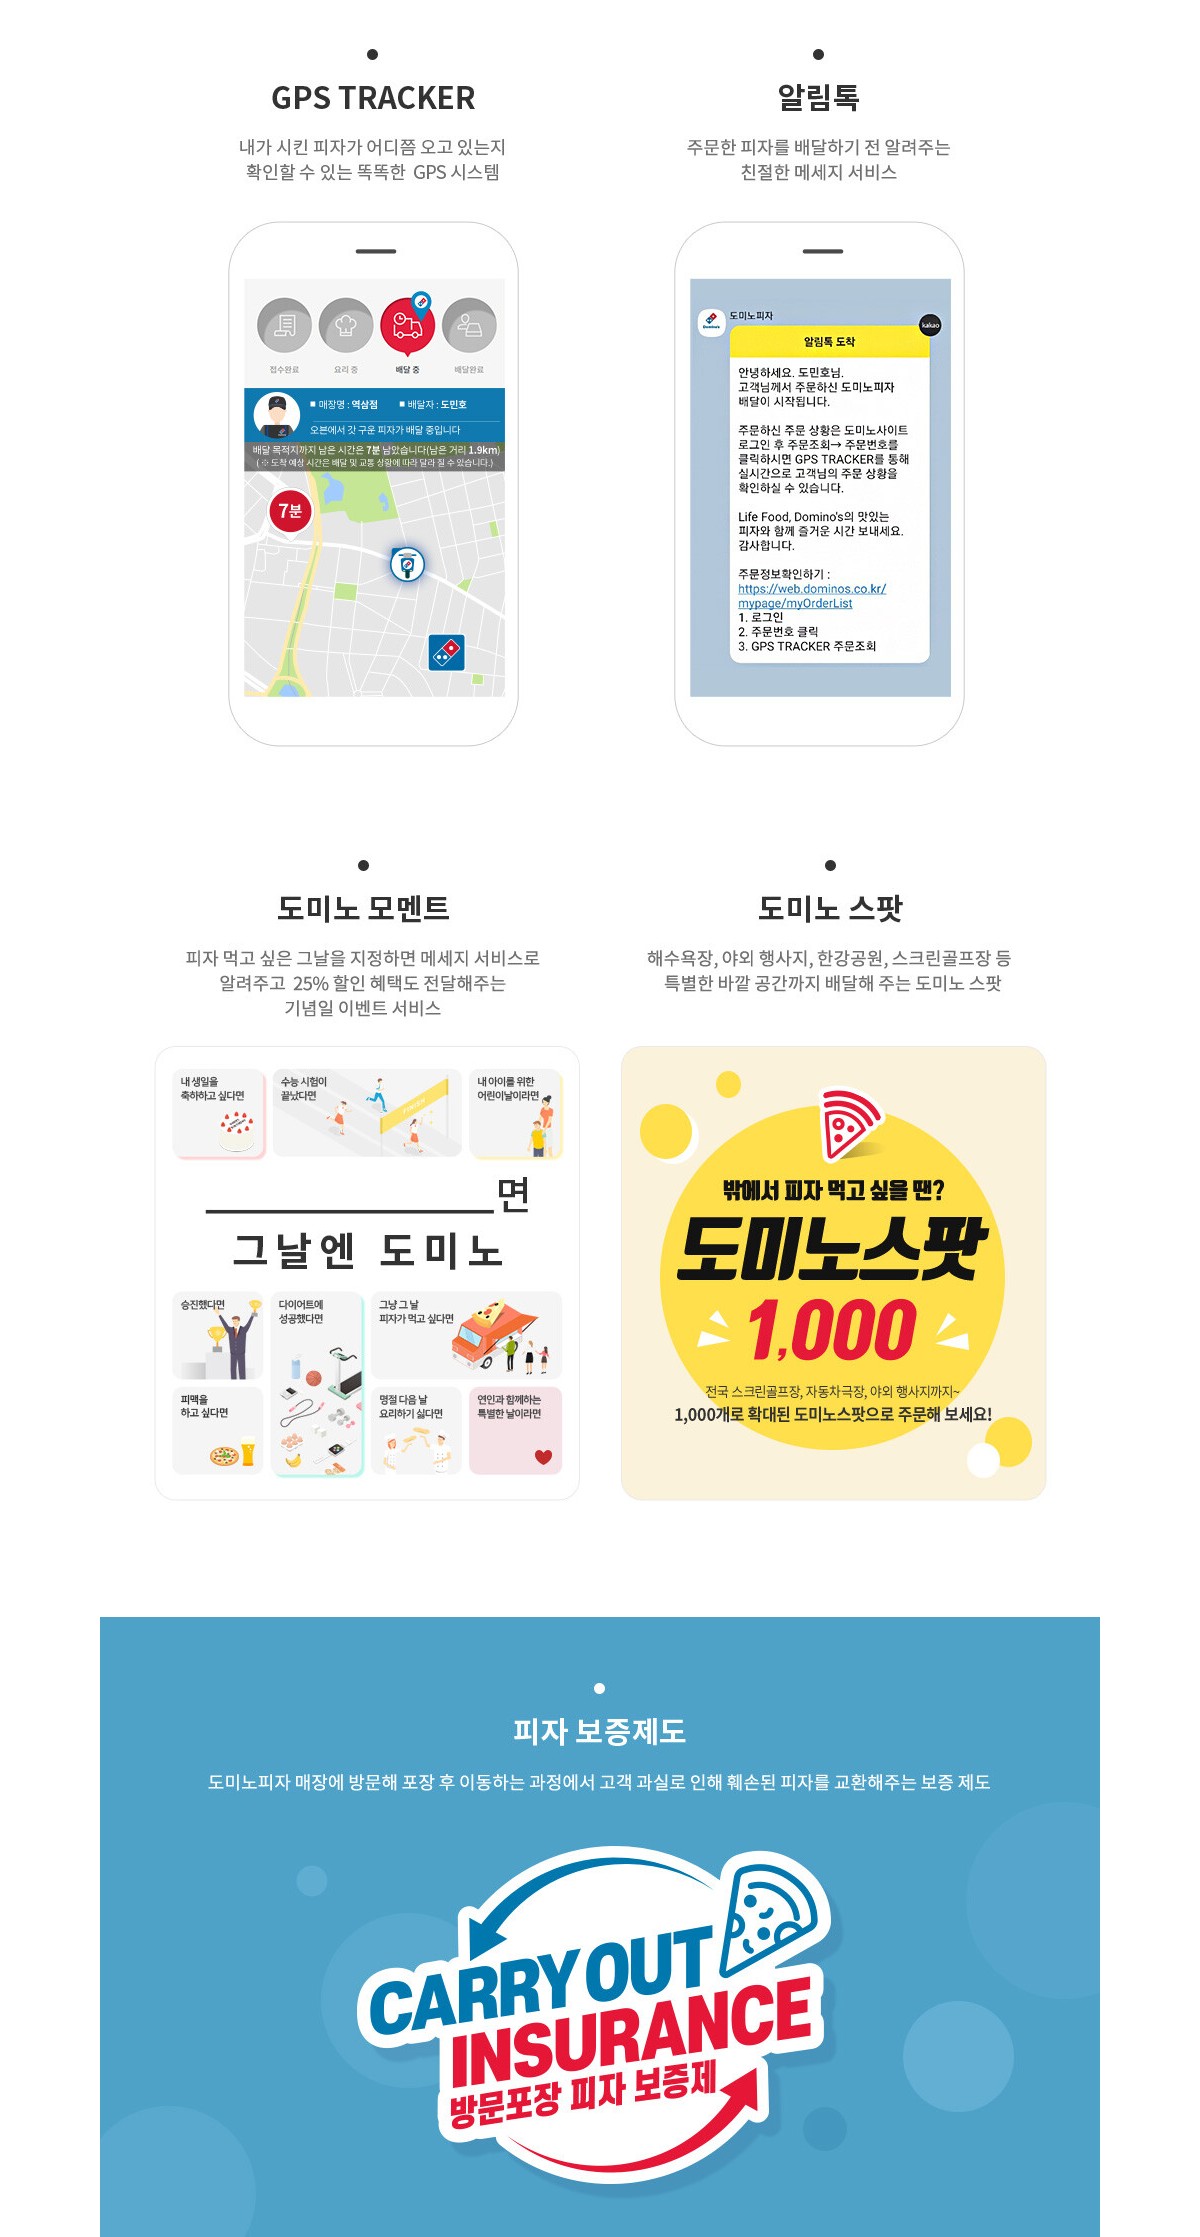 GPS TRACKER
내가 시킨 피자가 어디쯤 오고 있는지
확인할 수 있는 똑똑한 GPS 시스템
접수완료
요리 중
배달 중
배달완료
■ 매장명 : 역삼점 ■ 배달자 : 도민호
오븐에서 갓 구운 피자가 배달 중입니다
배달 목적지까지 남은 시간은 7분 남았습니다(남은 거리 1.9km)
( ※ 도착 예상 시간은 배달 및 교통 상황에 따라 달라 질 수 있습니다.)
7분
알림톡
주문한 피자를 배달하기 전 알려주는
친절한 메세지 서비스
Domino's
도미노피자
kakao
알림톡 도착
안녕하세요. 도민호님.
고객님께서 주문하신 도미노피자
배달이 시작됩니다.
주문하신 주문 상황은 도미노사이트
로그인 후 주문조회→ 주문번호를
클릭하시면 GPS TRACKER를 통해
실시간으로 고객님의 주문 상황을
확인하실 수 있습니다.
Life Food, Domino's의 맛있는
피자와 함께 즐거운 시간 보내세요.
감사합니다.
주문정보확인하기 :
https://web.dominos.co.kr/
mypage/myOrderList
1. 로그인
2. 주문번호 클릭
3. GPS TRACKER 주문조회
도미노 모멘트
피자 먹고 싶은 그날을 지정하면 메세지 서비스로
알려주고 25% 할인 혜택도 전달해주는
기념일 이벤트 서비스
내 생일을
축하하고 싶다면
수능 시험이
끝났다면
내 아이를 위한
어린이날이라면
면
그날엔 도미노
승진했다면
다이어트에
성공했다면
그냥 그 날
피자가 먹고 싶다면
피맥을
하고 싶다면
명절 다음 날
요리하기 싫다면
연인과 함께하는
특별한 날이라면
도미노 스팟
해수욕장, 야외 행사지, 한강공원, 스크린골프장 등
특별한 바깥 공간까지 배달해 주는 도미노 스팟
밖에서 피자 먹고 싶을 땐?
도미노스팟
1,000
전국 스크린골프장, 자동차극장, 야외 행사지까지~
1,000개로 확대된 도미노스팟으로 주문해 보세요!
피자 보증제도
도미노피자 매장에 방문해 포장 후 이동하는 과정에서 고객 과실로 인해 훼손된 피자를 교환해주는 보증 제도
CARRY OUT
INSURANCE
방문포장 피자 보증제